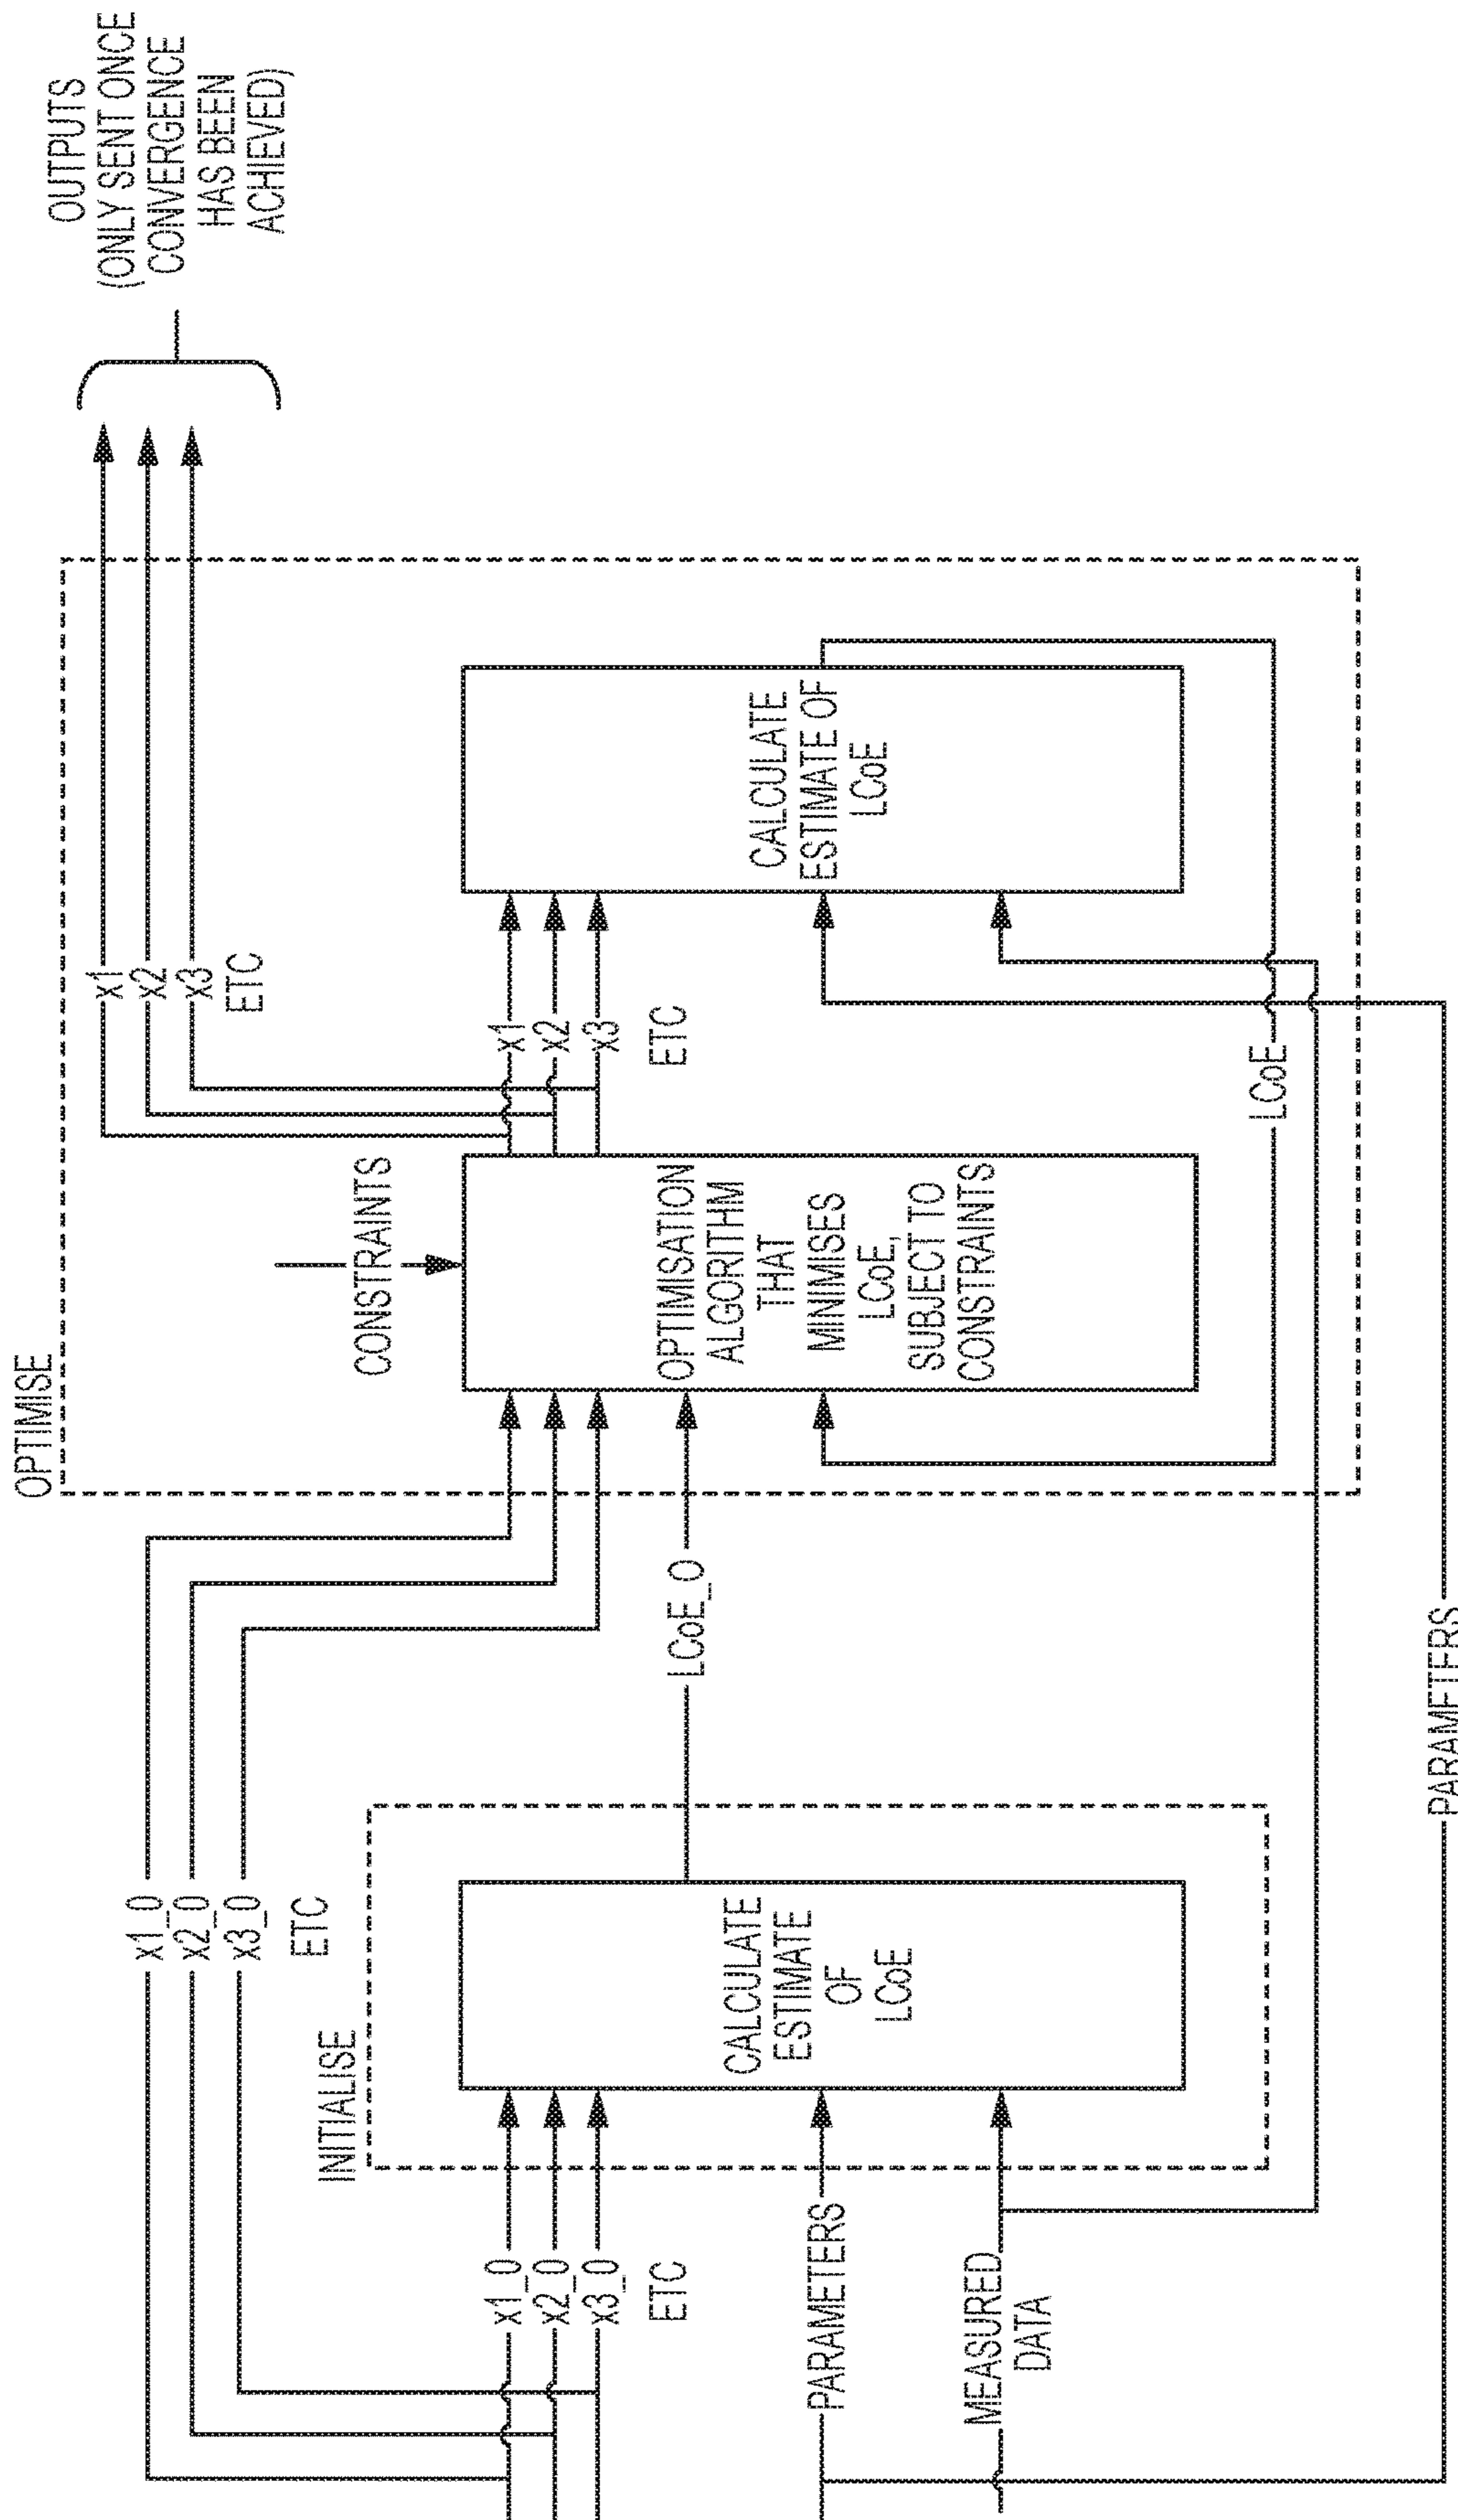 x1_0
x2_0
x3_0
ETC
PARAMETERS
MEASURED
DATA
INITIALISE
CALCULATE
ESTIMATE
OF
LCoE
x1_0
x2_0
x3_0
ETC
LCoE_0
PARAMETERS
OPTIMISE
CONSTRAINTS
OPTIMISATION
ALGORITHM
THAT
MINIMISES
LCoE,
SUBJECT TO
CONSTRAINTS
x1
x2
x3
ETC
x1
x2
x3
ETC
LCoE
CALCULATE
ESTIMATE OF
LCoE
OUTPUTS
(ONLY SENT ONCE
CONVERGENCE
HAS BEEN
ACHIEVED)